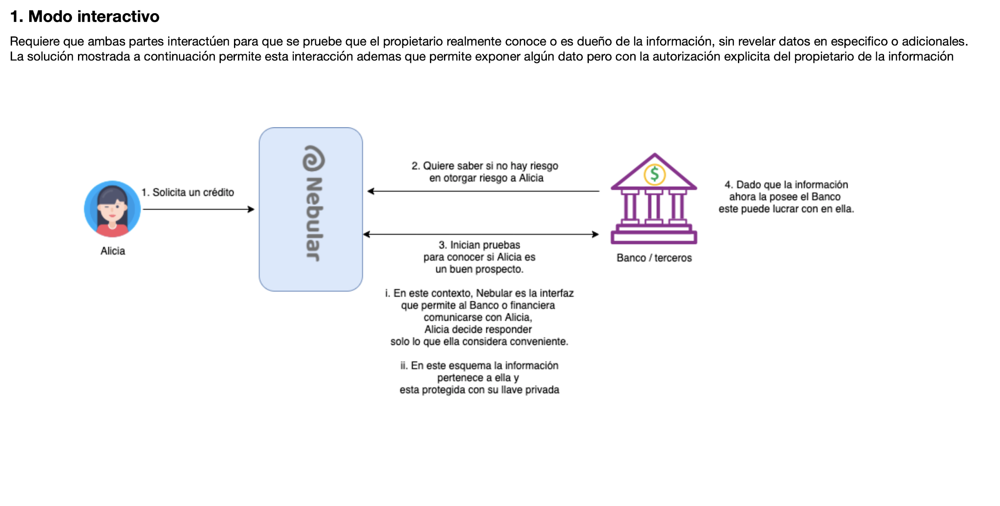 1. Modo interactivo
Requiere que ambas partes interactúen para que se pruebe que el propietario realmente conoce o es dueño de la información, sin revelar datos en especifico o adicionales.
La solución mostrada a continuación permite esta interacción ademas que permite exponer algún dato pero con la autorización explicita del propietario de la información
1. Solicita un crédito
Alicia
Nebular
2. Quiere saber si no hay riesgo
en otorgar riesgo a Alicia
3. Inician pruebas
para conocer si Alicia es
un buen prospecto.
i. En este contexto, Nebular es la interfaz
que permite al Banco o financiera
comunicarse con Alicia,
Alicia decide responder
solo lo que ella considera conveniente.
ii. En este esquema la información
pertenece a ella y
esta protegida con su llave privada
$
Banco / terceros
4. Dado que la información
ahora la posee el Banco
este puede lucrar con en ella.